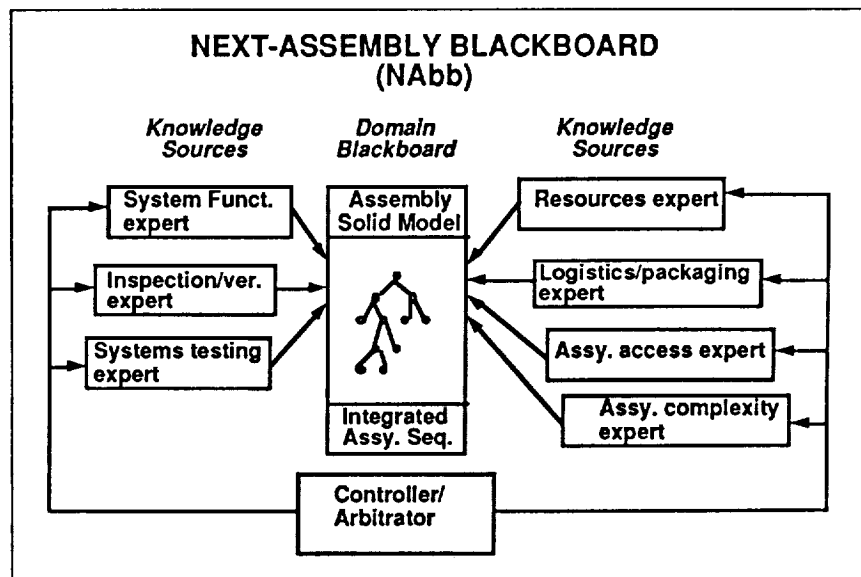 NEXT-ASSEMBLY BLACKBOARD
(NAbb)
Knowledge
Sources
Domain
Blackboard
Knowledge
Sources
System Funct.
expert
Inspection/ver.
expert
Systems testing
expert
Assembly
Solid Model
Integrated
Assy. Seq.
Resources expert
Logistics/packaging
expert
Assy. access expert
Assy. complexity
expert
Controller/
Arbitrator